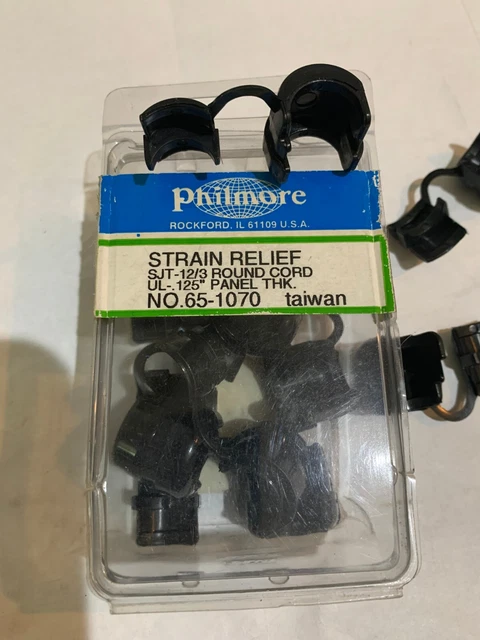 Philmore
ROCKFORD, IL 61109 U.S.A.
STRAIN RELIEF
SJT-12/3 ROUND CORD
UL-.125" PANEL THK.
NO.65-1070 taiwan